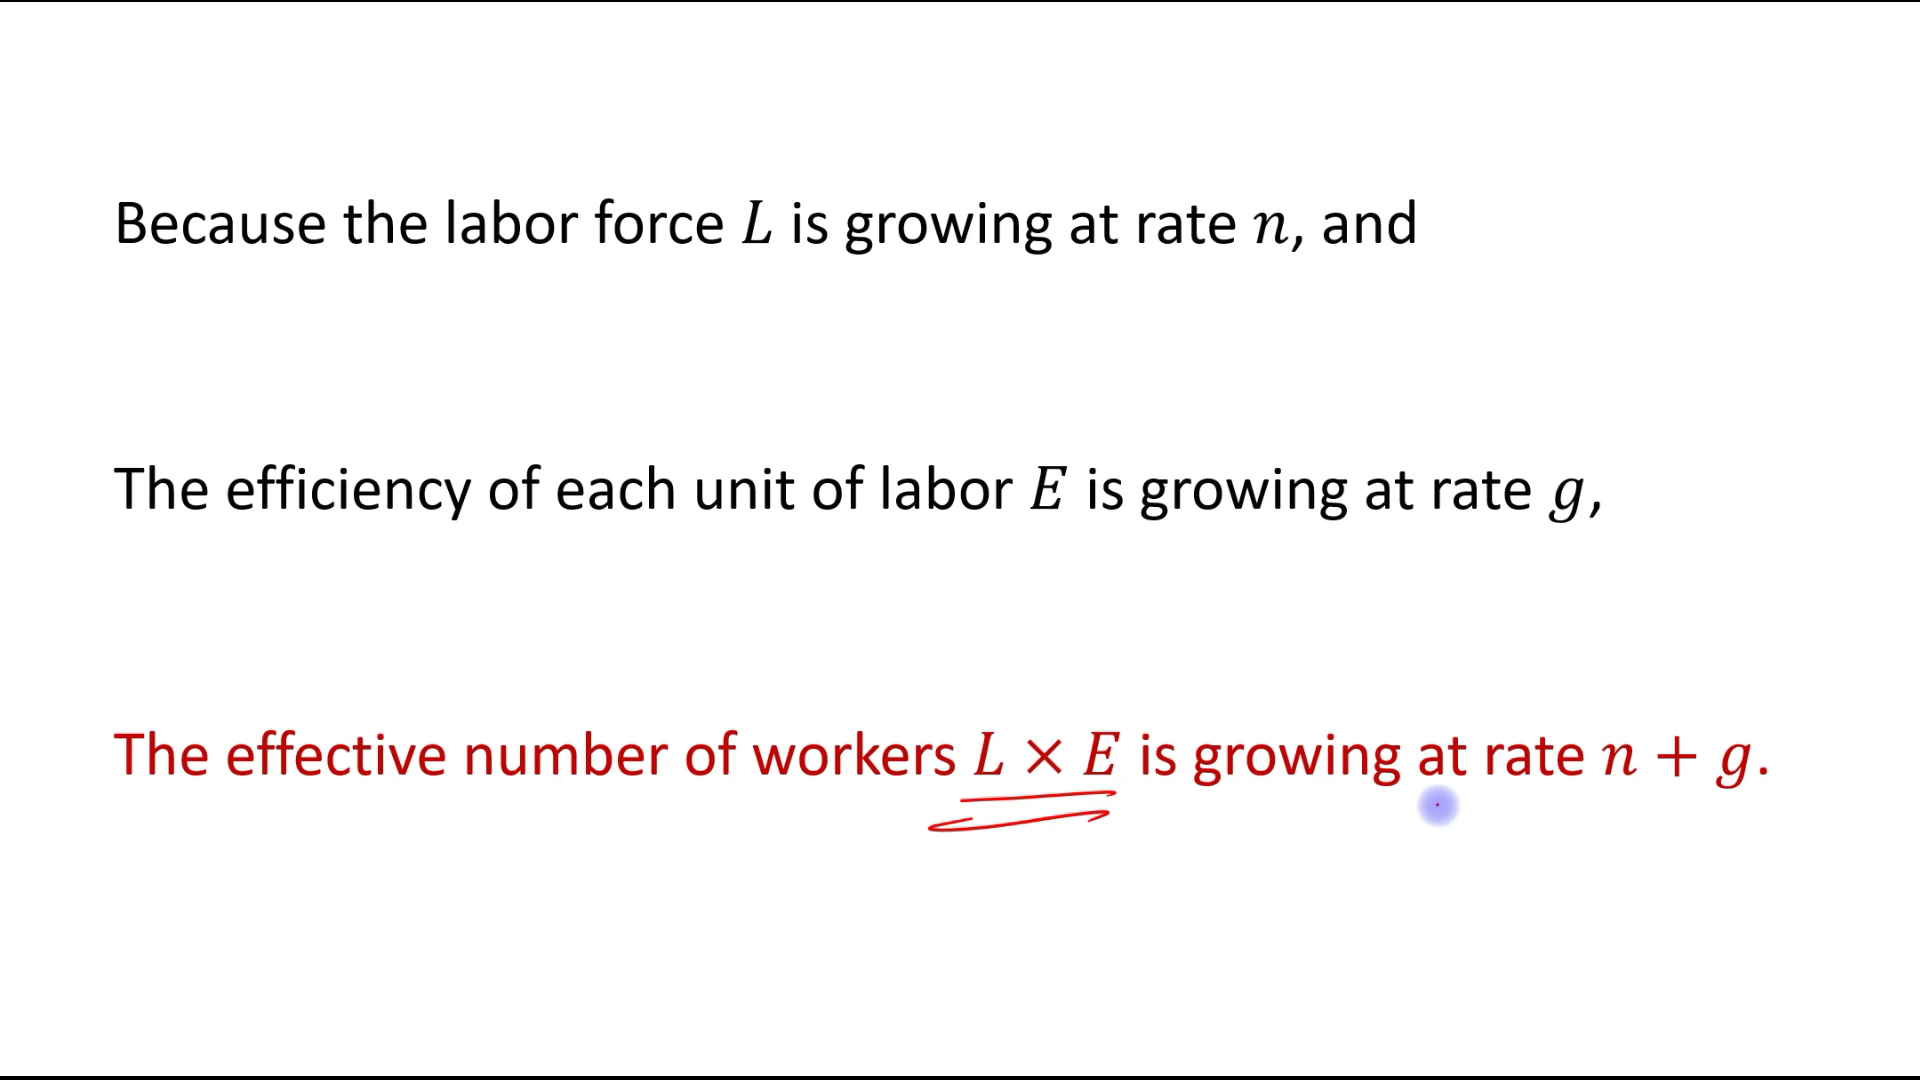 Because the labor force L is growing at rate n, and
The efficiency of each unit of labor E is growing at rate g,
The effective number of workers L × E is growing at rate n + g.